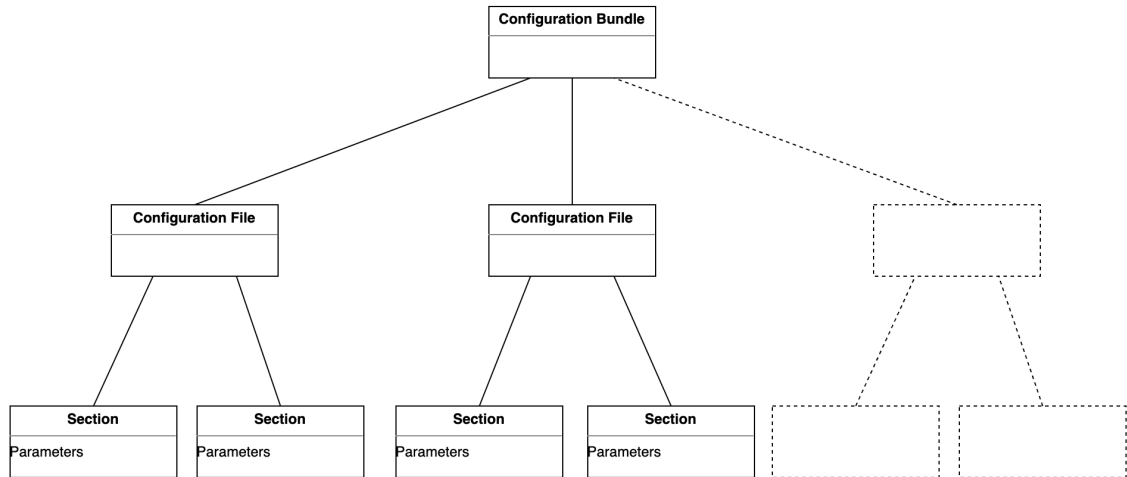 Configuration Bundle
Configuration File
Configuration File
Section
Section
Section
Section
Parameters
Parameters
Parameters
Parameters